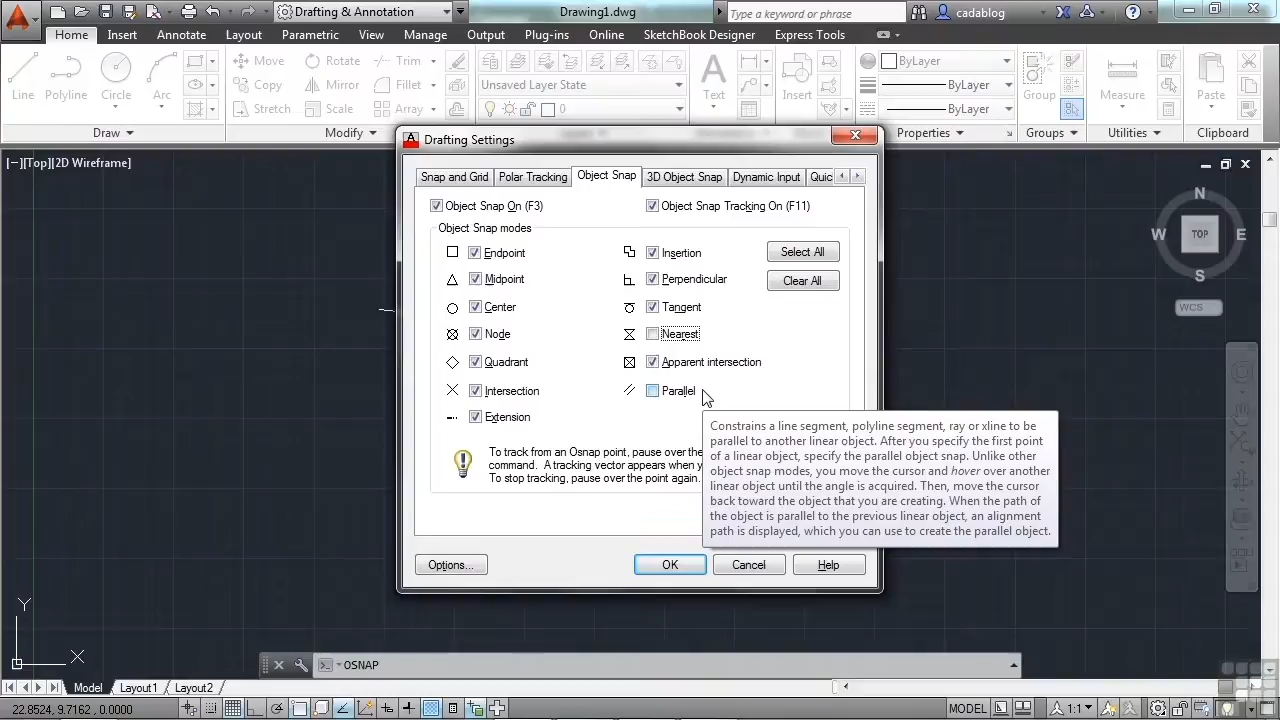 Drafting & Annotation
Drawing1.dwg
Type a keyword or phrase
cadablog
Home
Insert
Annotate
Layout
Parametric
View
Manage
Output
Plug-ins
Online
SketchBook Designer
Express Tools
Line
Polyline
Circle
Arc
Move
Rotate
Trim
Copy
Mirror
Fillet
Stretch
Scale
Array
Unsaved Layer State
0
Text
Insert
ByLayer
ByLayer
ByLayer
Group
Measure
Paste
Draw
Modify
Properties
Groups
Utilities
Clipboard
[−][Top][2D Wireframe]
Drafting Settings
Snap and Grid
Polar Tracking
Object Snap
3D Object Snap
Dynamic Input
Quic
Object Snap On (F3)
Object Snap Tracking On (F11)
Object Snap modes
Endpoint
Insertion
Select All
Midpoint
Perpendicular
Clear All
Center
Tangent
Node
Nearest
Quadrant
Apparent intersection
Intersection
Parallel
Extension
To track from an Osnap point, pause over the
command. A tracking vector appears when
To stop tracking, pause over the point again.
Constrains a line segment, polyline segment, ray or xline to be
parallel to another linear object. After you specify the first point
of a linear object, specify the parallel object snap. Unlike other
object snap modes, you move the cursor and hover over another
linear object until the angle is acquired. Then, move the cursor
back toward the object that you are creating. When the path of
the object is parallel to the previous linear object, an alignment
path is displayed, which you can use to create the parallel object.
Options...
OK
Cancel
Help
N
W
TOP
E
S
WCS
Y
X
OSNAP
Model
Layout1
Layout2
22.8524, 9.7162 , 0.0000
MODEL
1:1